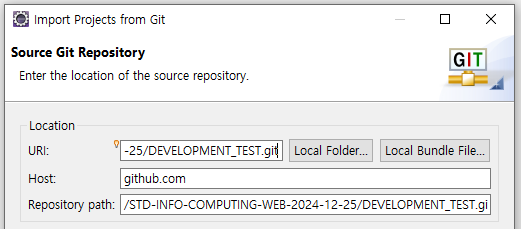 Import Projects from Git
Source Git Repository
Enter the location of the source repository.
GIT
Location
URI: -25/DEVELOPMENT_TEST.git Local Folder... Local Bundle File...
Host: github.com
Repository path: /STD-INFO-COMPUTING-WEB-2024-12-25/DEVELOPMENT_TEST.gi